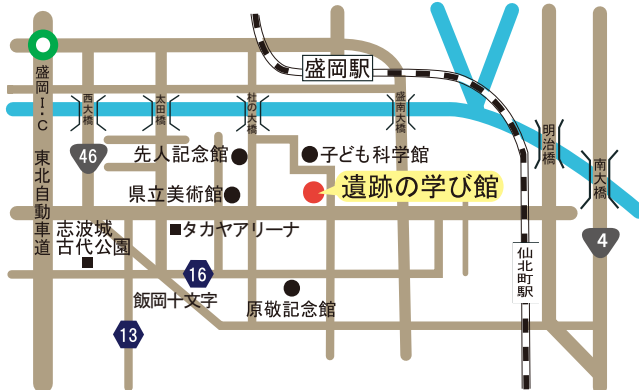 盛岡駅
盛岡I・C
東北自動車道
西大橋
太田橋
杜の大橋
盛南大橋
明治橋
南大橋
46
先人記念館
子ども科学館
県立美術館
遺跡の学び館
志波城
古代公園
タカヤアリーナ
4
仙北町駅
16
飯岡十文字
原敬記念館
13